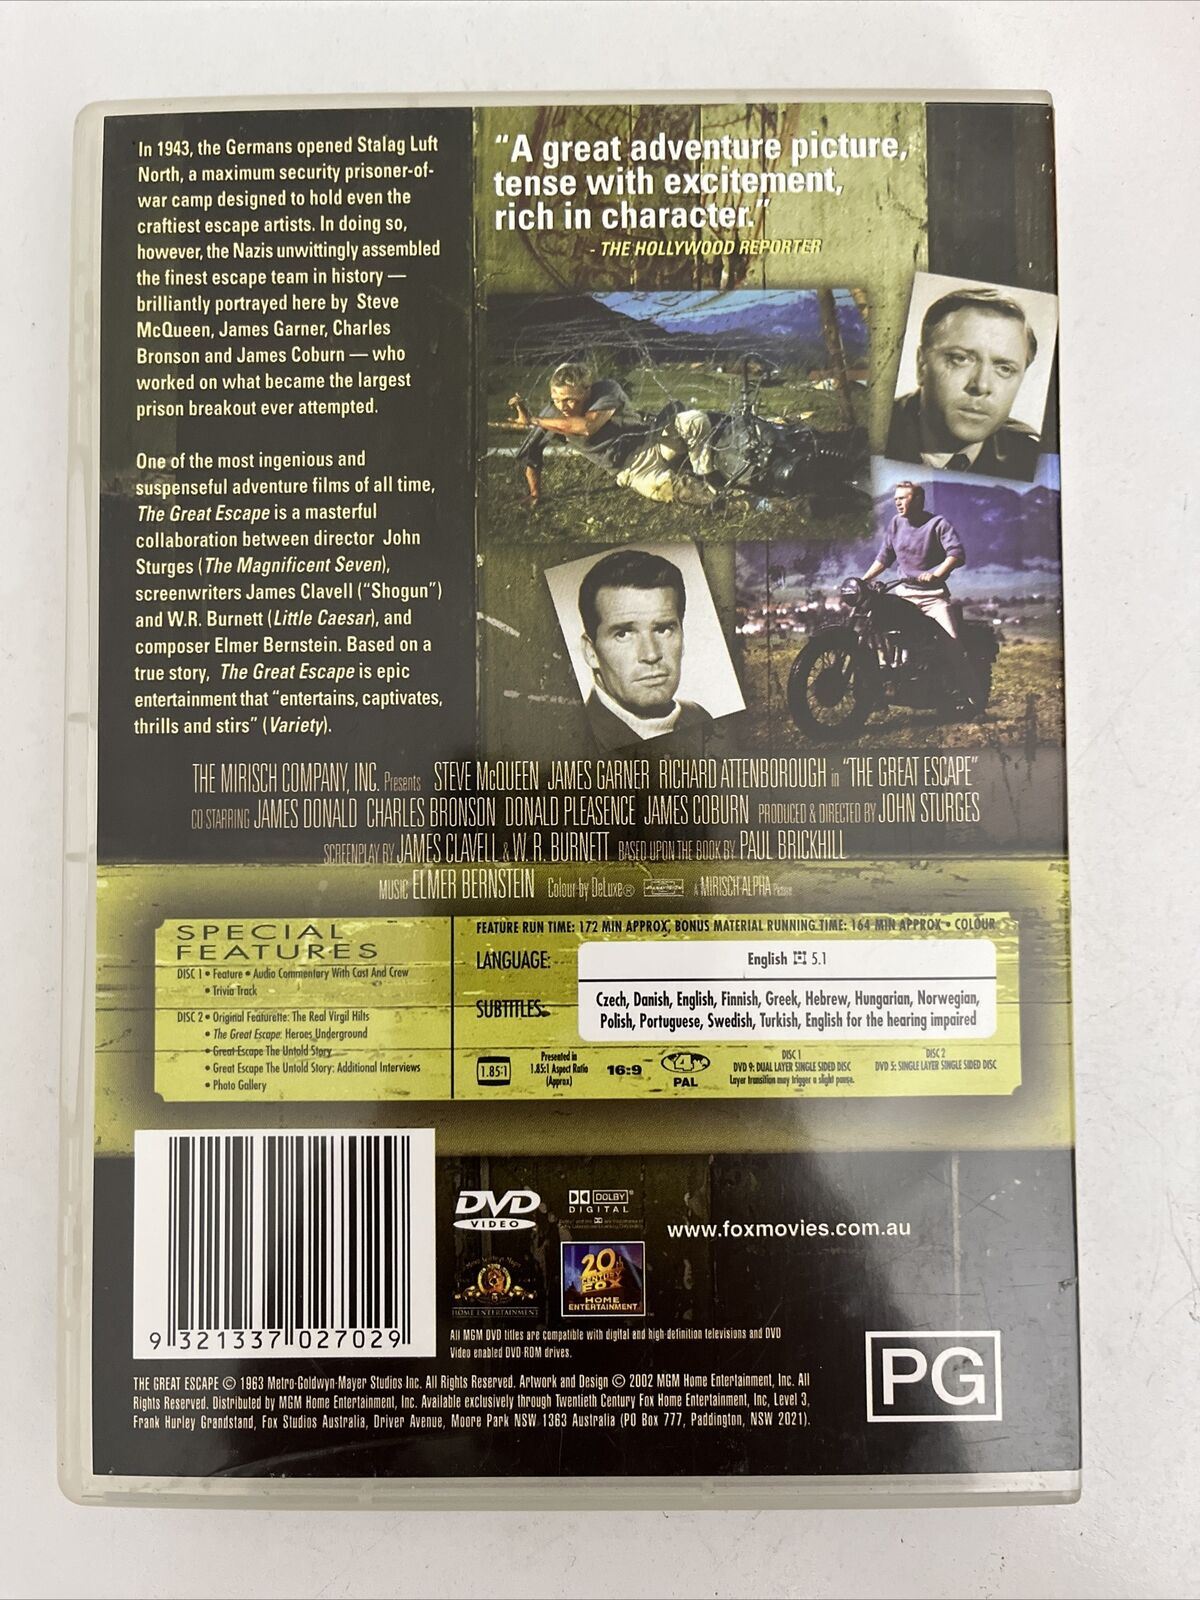 In 1943, the Germans opened Stalag Luft
North, a maximum security prisoner-of-
war camp designed to hold even the
craftiest escape artists. In doing so,
however, the Nazis unwittingly assembled
the finest escape team in history —
brilliantly portrayed here by Steve
McQueen, James Garner, Charles
Bronson and James Coburn — who
worked on what became the largest
prison breakout ever attempted.
One of the most ingenious and
suspenseful adventure films of all time,
The Great Escape is a masterful
collaboration between director John
Sturges (The Magnificent Seven),
screenwriters James Clavell ("Shogun")
and W.R. Burnett (Little Caesar), and
composer Elmer Bernstein. Based on a
true story, The Great Escape is epic
entertainment that "entertains, captivates,
thrills and stirs" (Variety).
"A great adventure picture,
tense with excitement,
rich in character."
- THE HOLLYWOOD REPORTER
THE MIRISCH COMPANY, INC. Presents STEVE McQUEEN JAMES GARNER RICHARD ATTENBOROUGH in "THE GREAT ESCAPE"
CO STARRING JAMES DONALD CHARLES BRONSON DONALD PLEASENCE JAMES COBURN PRODUCED & DIRECTED BY JOHN STURGES
SCREENPLAY BY JAMES CLAVELL & W. R. BURNETT BASED UPON THE BOOK BY PAUL BRICKHILL
MUSIC ELMER BERNSTEIN Colour by DeLuxe® PANAVISION A MIRISCH ALPHA Picture
SPECIAL
FEATURES
DISC 1 • Feature • Audio Commentary With Cast And Crew
• Trivia Track
DISC 2 • Original Featurette: The Real Virgil Hilts
• The Great Escape: Heroes Underground
• Great Escape The Untold Story
• Great Escape The Untold Story: Additional Interviews
• Photo Gallery
FEATURE RUN TIME: 172 MIN APPROX, BONUS MATERIAL RUNNING TIME: 164 MIN APPROX • COLOUR
LANGUAGE:
English 5.1
SUBTITLES:
Czech, Danish, English, Finnish, Greek, Hebrew, Hungarian, Norwegian,
Polish, Portuguese, Swedish, Turkish, English for the hearing impaired
1.85:1
Presented in
1.85:1 Aspect Ratio
(Approx)
16:9
4
PAL
DISC 1
DVD 9: DUAL LAYER SINGLE SIDED DISC
Layer transition may trigger a slight pause.
DISC 2
DVD 5: SINGLE LAYER SINGLE SIDED DISC
9 321337 027029
DVD
VIDEO
DOLBY
DIGITAL
www.foxmovies.com.au
HOME ENTERTAINMENT
20th
CENTURY
FOX
HOME
ENTERTAINMENT
All MGM DVD titles are compatible with digital and high-definition televisions and DVD
Video enabled DVD-ROM drives.
THE GREAT ESCAPE © 1963 Metro-Goldwyn-Mayer Studios Inc. All Rights Reserved. Artwork and Design © 2002 MGM Home Entertainment, Inc. All
Rights Reserved. Distributed by MGM Home Entertainment, Inc. Available exclusively through Twentieth Century Fox Home Entertainment, Inc, Level 3,
Frank Hurley Grandstand, Fox Studios Australia, Driver Avenue, Moore Park NSW 1363 Australia (PO Box 777, Paddington, NSW 2021).
PG